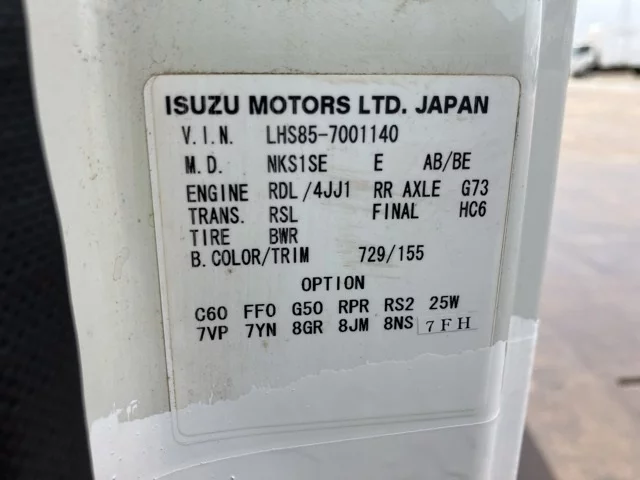 ISUZU MOTORS LTD. JAPAN
V.I.N. LHS85-7001140
M.D. NKS1SE E AB/BE
ENGINE RDL/4JJ1 RR AXLE G73
TRANS. RSL FINAL HC6
TIRE BWR
B.COLOR/TRIM 729/155
OPTION
C60 FF0 G50 RPR RS2 25W
7VP 7YN 8GR 8JM 8NS 7FH